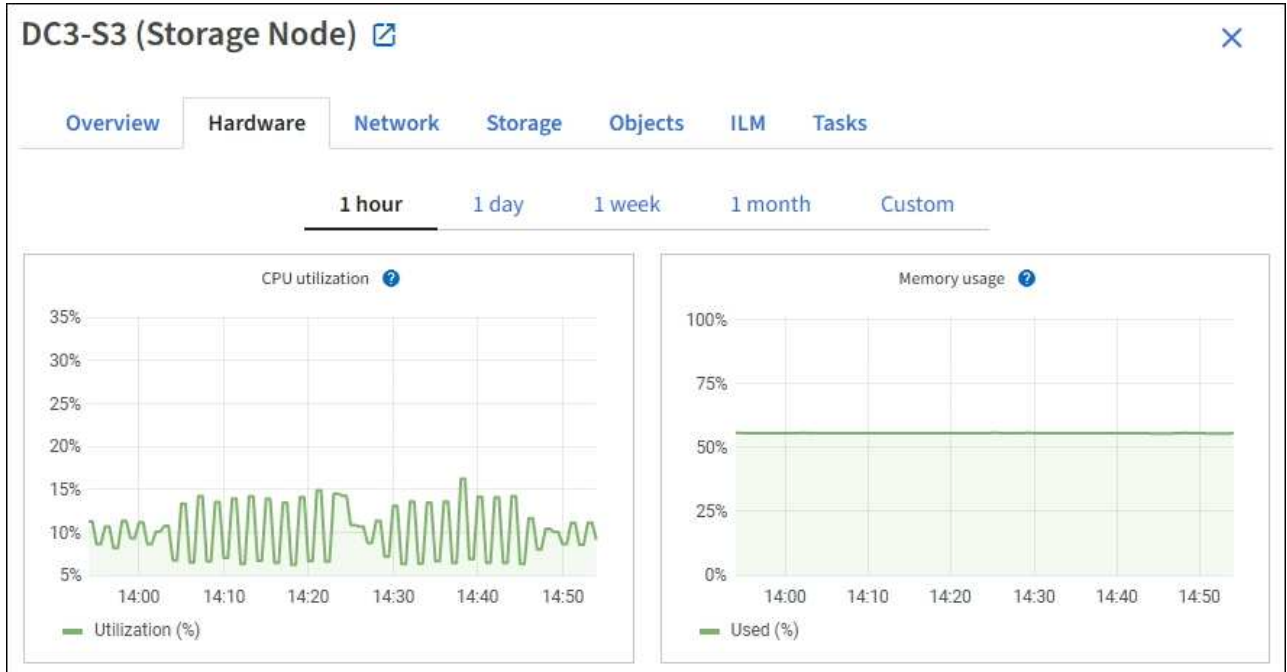 DC3-S3 (Storage Node)
Overview Hardware Network Storage Objects ILM Tasks
1 hour 1 day 1 week 1 month Custom
CPU utilization ?
35%
30%
25%
20%
15%
10%
5%
14:00 14:10 14:20 14:30 14:40 14:50
Utilization (%)
Memory usage ?
100%
75%
50%
25%
0%
14:00 14:10 14:20 14:30 14:40 14:50
Used (%)